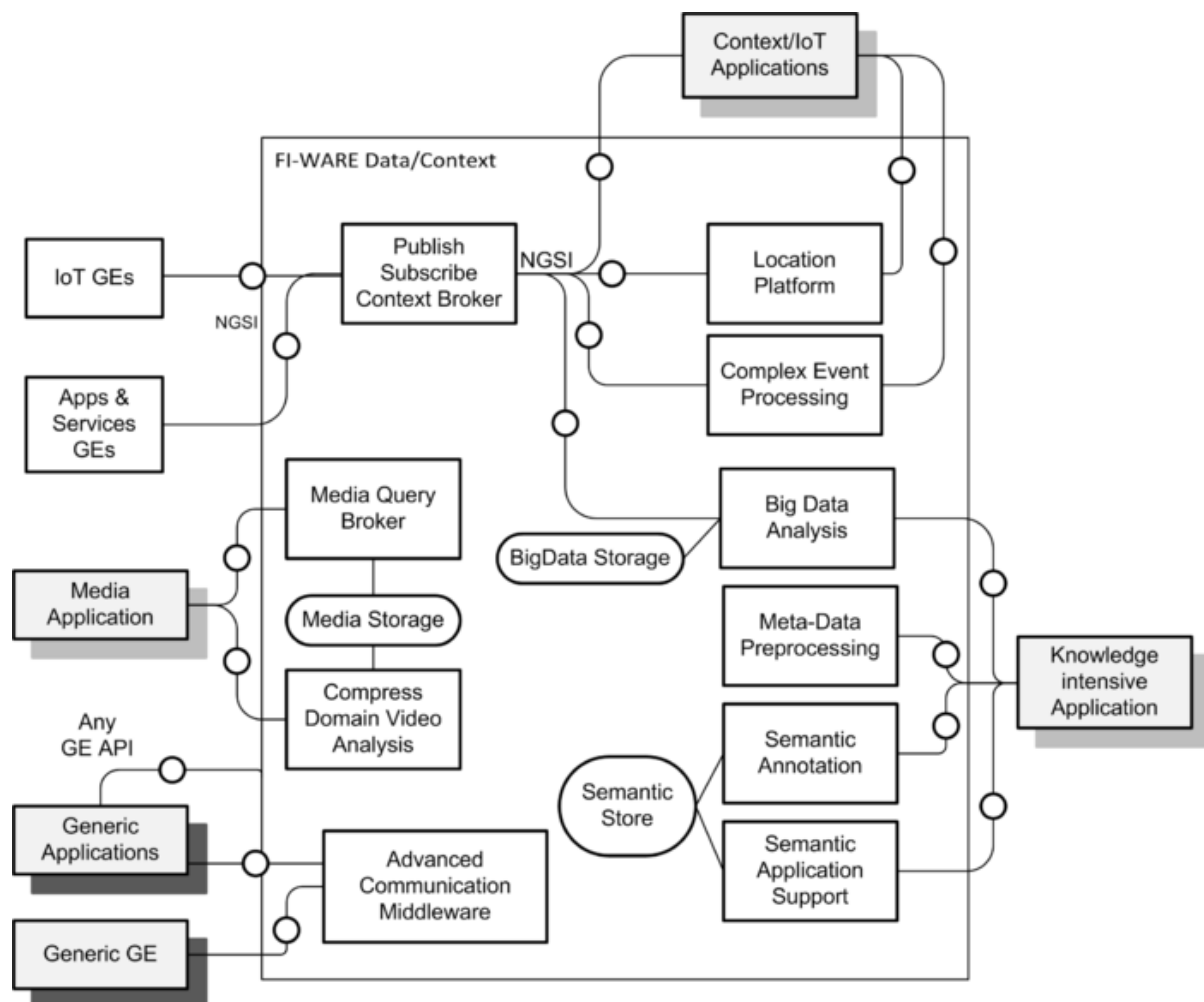 Context/IoT
Applications
FI-WARE Data/Context
IoT GEs
NGSI
Publish
Subscribe
Context Broker
NGSI
Location
Platform
Complex Event
Processing
Apps &
Services
GEs
Media Query
Broker
Big Data
Analysis
BigData Storage
Media
Application
Media Storage
Meta-Data
Preprocessing
Knowledge
intensive
Application
Compress
Domain Video
Analysis
Any
GE API
Semantic
Annotation
Semantic
Store
Generic
Applications
Semantic
Application
Support
Advanced
Communication
Middleware
Generic GE